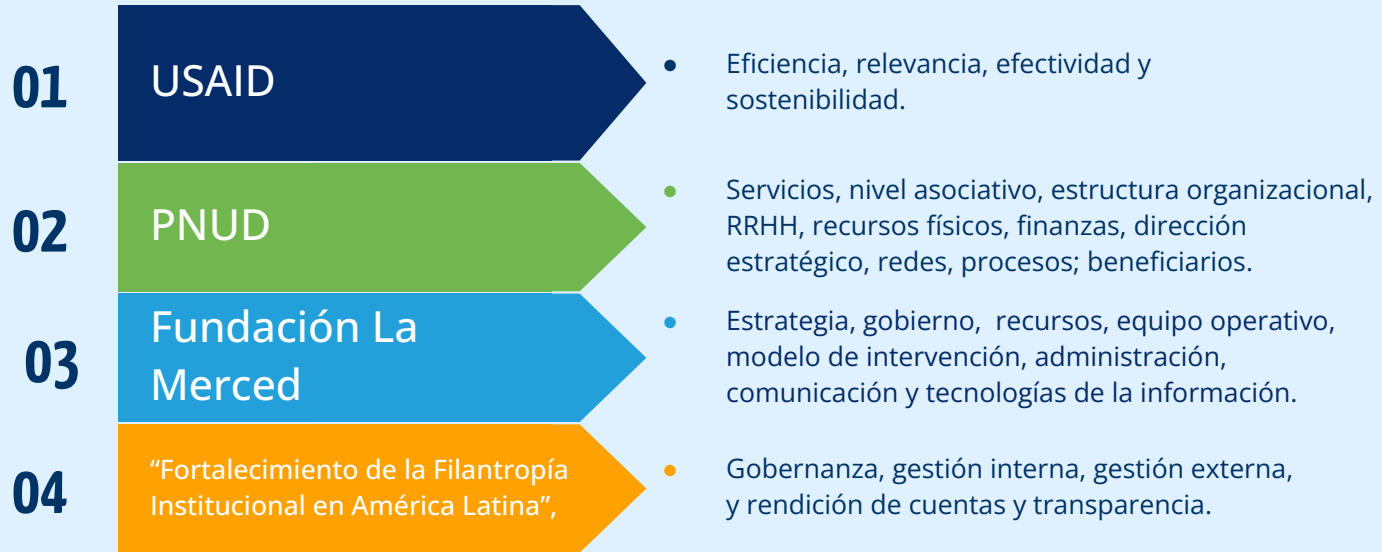 01
USAID
• Eficiencia, relevancia, efectividad y
sostenibilidad.
02
PNUD
• Servicios, nivel asociativo, estructura organizacional,
RRHH, recursos físicos, finanzas, dirección
estratégico, redes, procesos; beneficiarios.
03
Fundación La
Merced
• Estrategia, gobierno, recursos, equipo operativo,
modelo de intervención, administración,
comunicación y tecnologías de la información.
04
“Fortalecimiento de la Filantropía
Institucional en América Latina”,
• Gobernanza, gestión interna, gestión externa,
y rendición de cuentas y transparencia.